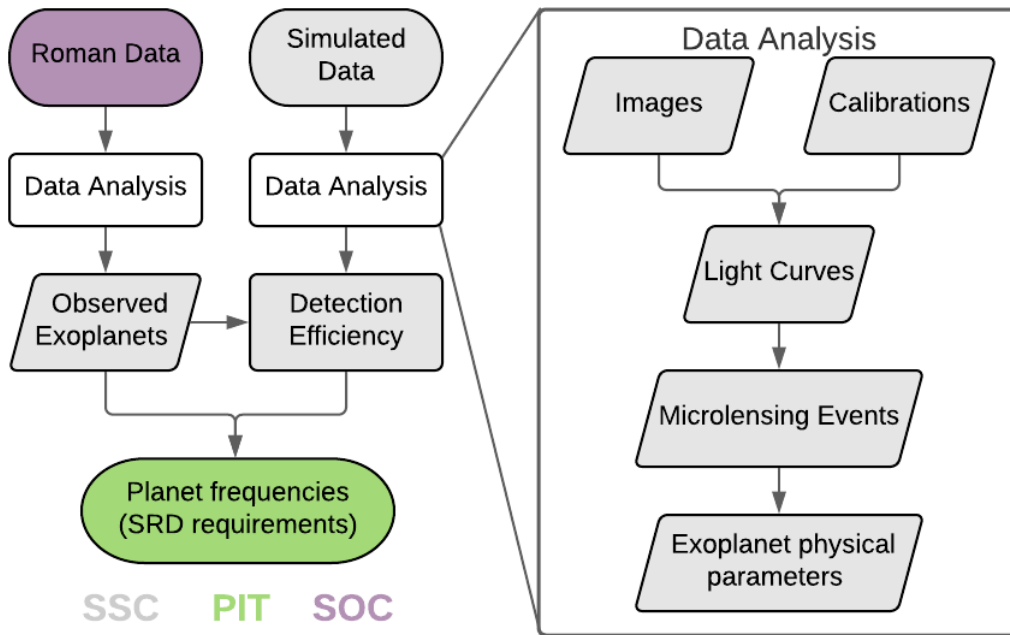 Roman Data
Simulated
Data
Data Analysis
Data Analysis
Observed
Exoplanets
Detection
Efficiency
Planet frequencies
(SRD requirements)
SSC PIT SOC
Data Analysis
Images
Calibrations
Light Curves
Microlensing Events
Exoplanet physical
parameters